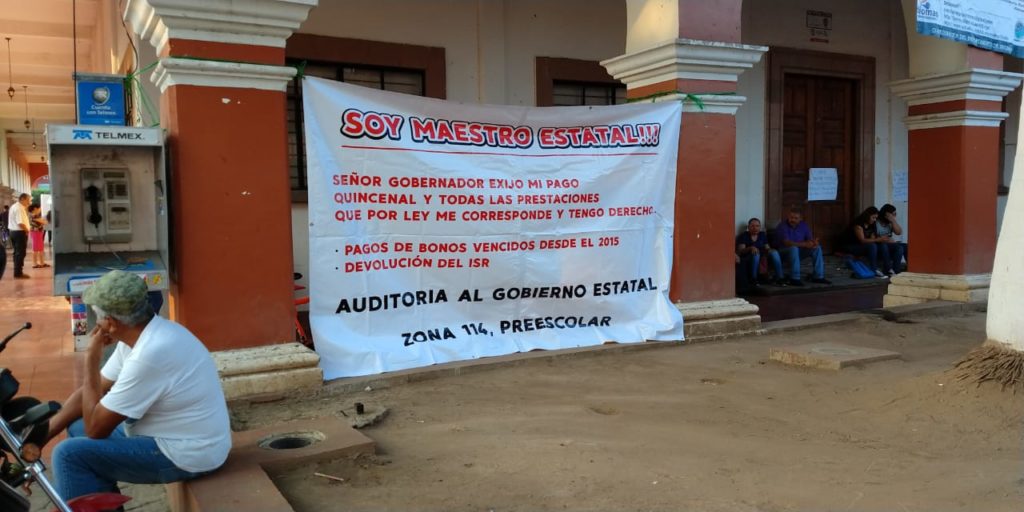 TELMEX
SOY MAESTRO ESTATAL!!!
SEÑOR GOBERNADOR EXIJO MI PAGO
QUINCENAL Y TODAS LAS PRESTACIONES
QUE POR LEY ME CORRESPONDE Y TENGO DERECHO.
· PAGOS DE BONOS VENCIDOS DESDE EL 2015
· DEVOLUCIÓN DEL ISR
AUDITORIA AL GOBIERNO ESTATAL
ZONA 114, PREESCOLAR